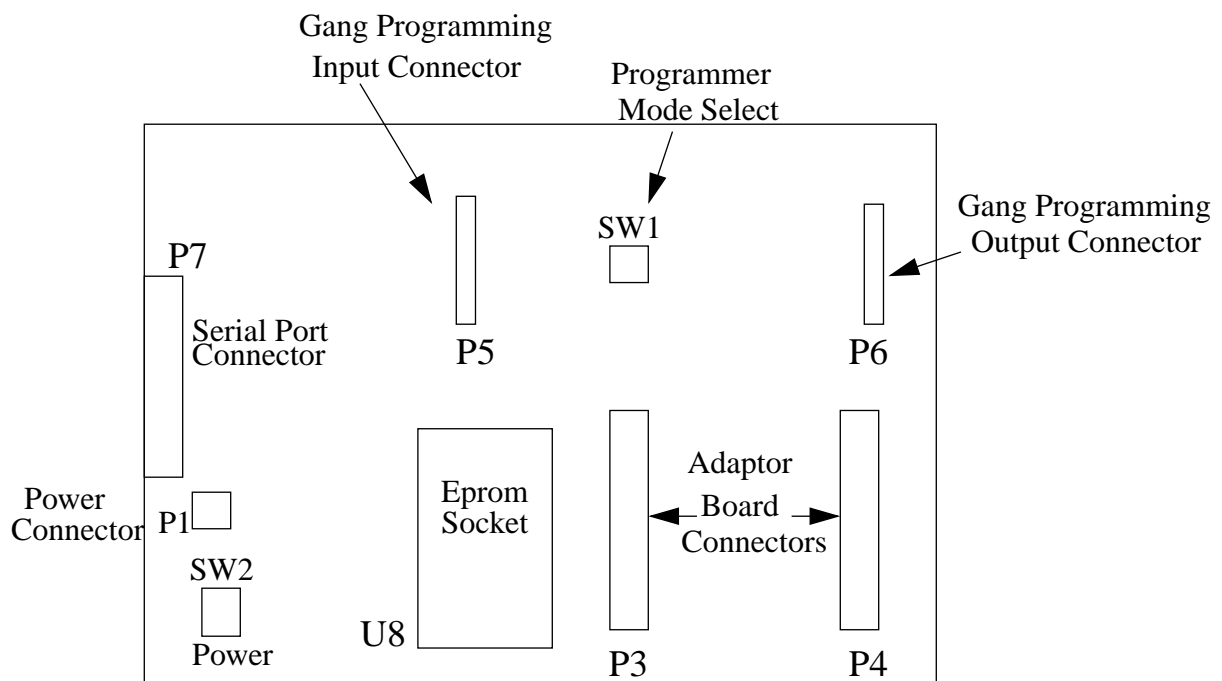 Gang Programming
Input Connector
Programmer
Mode Select
Gang Programming
Output Connector
SW1
P7
Serial Port
Connector
P5
P6
Power
Connector
P1
Eprom
Socket
Adaptor
Board
Connectors
SW2
U8
Power
P3
P4